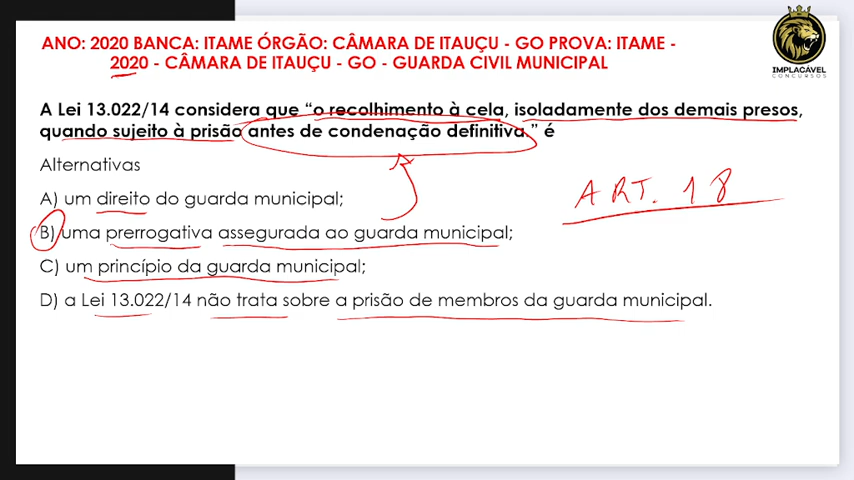 ANO: 2020 BANCA: ITAME ÓRGÃO: CÂMARA DE ITAUÇU - GO PROVA: ITAME -
2020 - CÂMARA DE ITAUÇU - GO - GUARDA CIVIL MUNICIPAL
IMPLACÁVEL
CONCURSOS
A Lei 13.022/14 considera que “o recolhimento à cela, isoladamente dos demais presos,
quando sujeito à prisão antes de condenação definitiva.” é
Alternativas
A) um direito do guarda municipal;
ART. 18
B) uma prerrogativa assegurada ao guarda municipal;
C) um princípio da guarda municipal;
D) a Lei 13.022/14 não trata sobre a prisão de membros da guarda municipal.